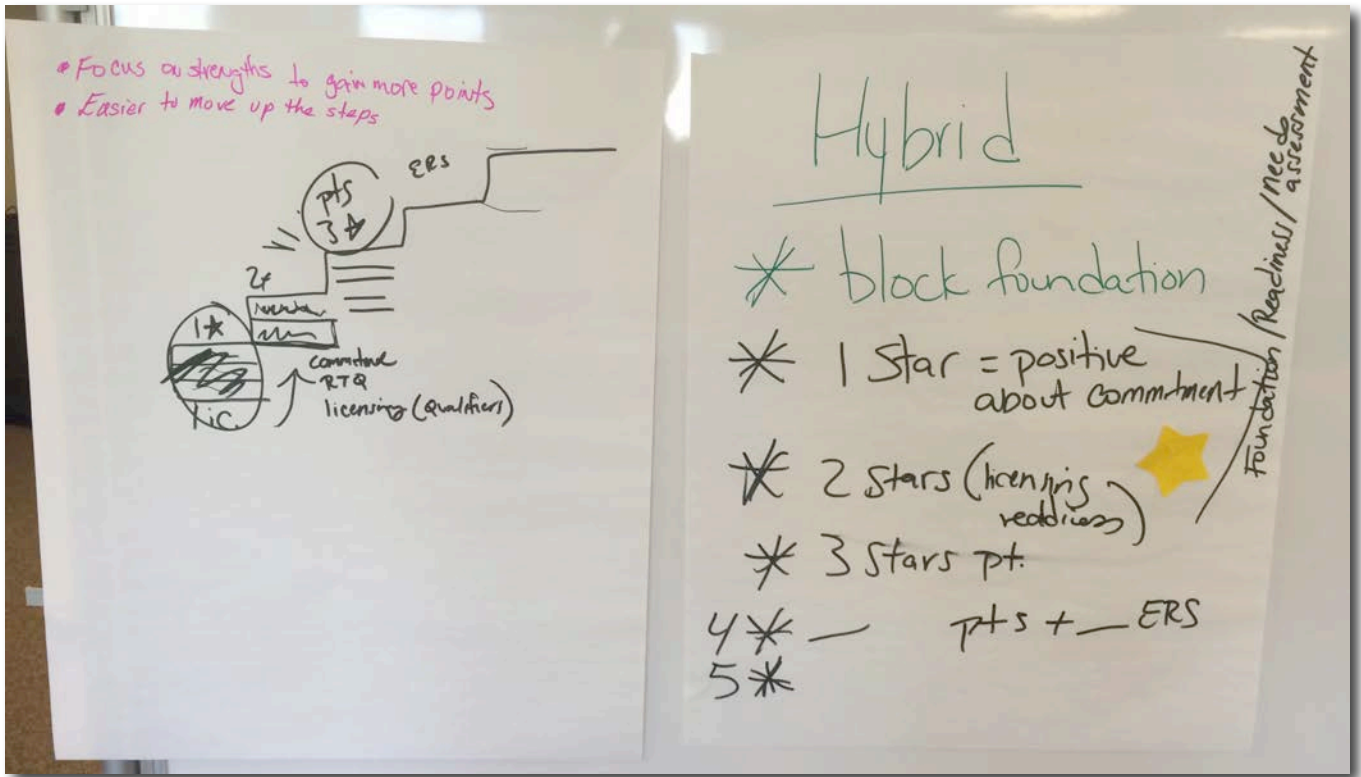 • Focus on strengths to gain more points
• Easier to move up the steps
ERS
pts
3☆
2☆
1☆
Lic.
RTQ
licensing (Qualifiers)
Hybrid
* block foundation
* 1 Star = positive
about commitment
* 2 Stars (licensing
* 3 Stars pt.
4* — pts + __ ERS
5*
Foundation / Readiness / needs
assessment